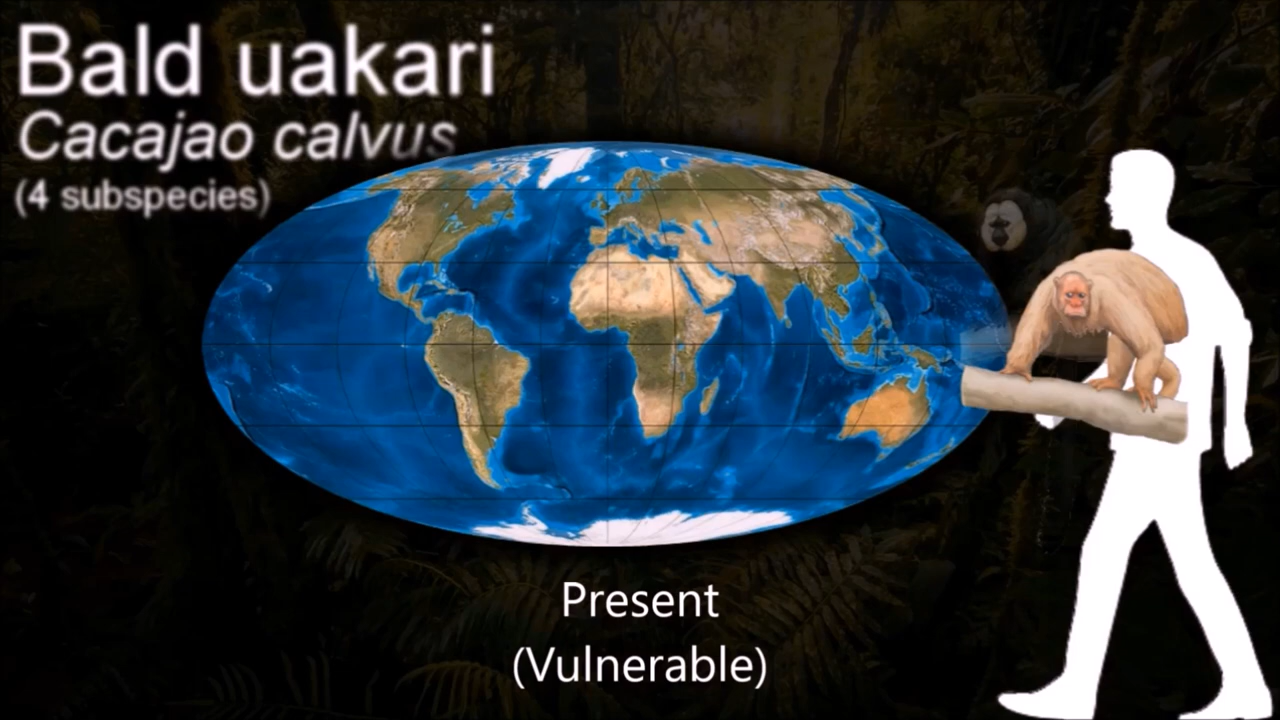 Bald uakari
Cacajao calvus
(4 subspecies)
Present
(Vulnerable)